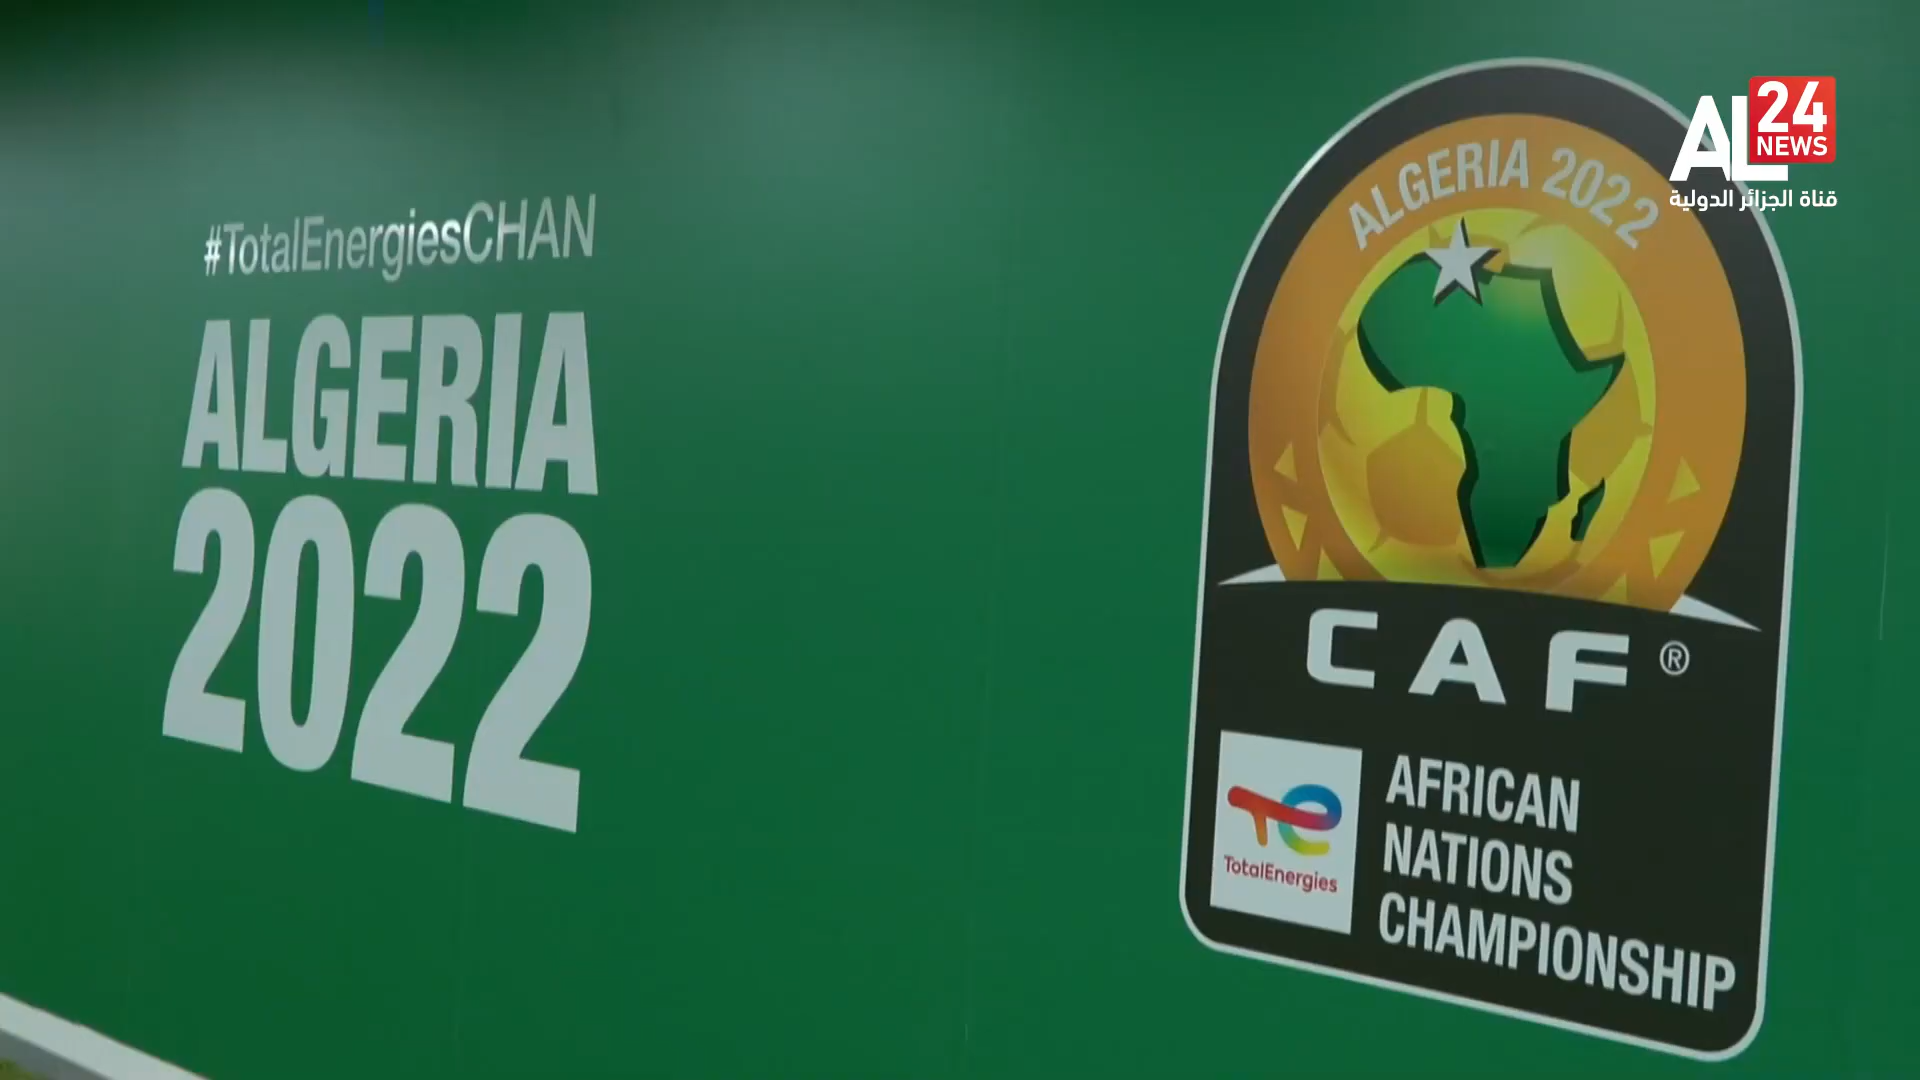 #TotalEnergiesCHAN
ALGERIA
2022
ALGERIA 2022
CAF®
TotalEnergies
AFRICAN
NATIONS
CHAMPIONSHIP
AL
24
NEWS
قناة الجزائر الدولية